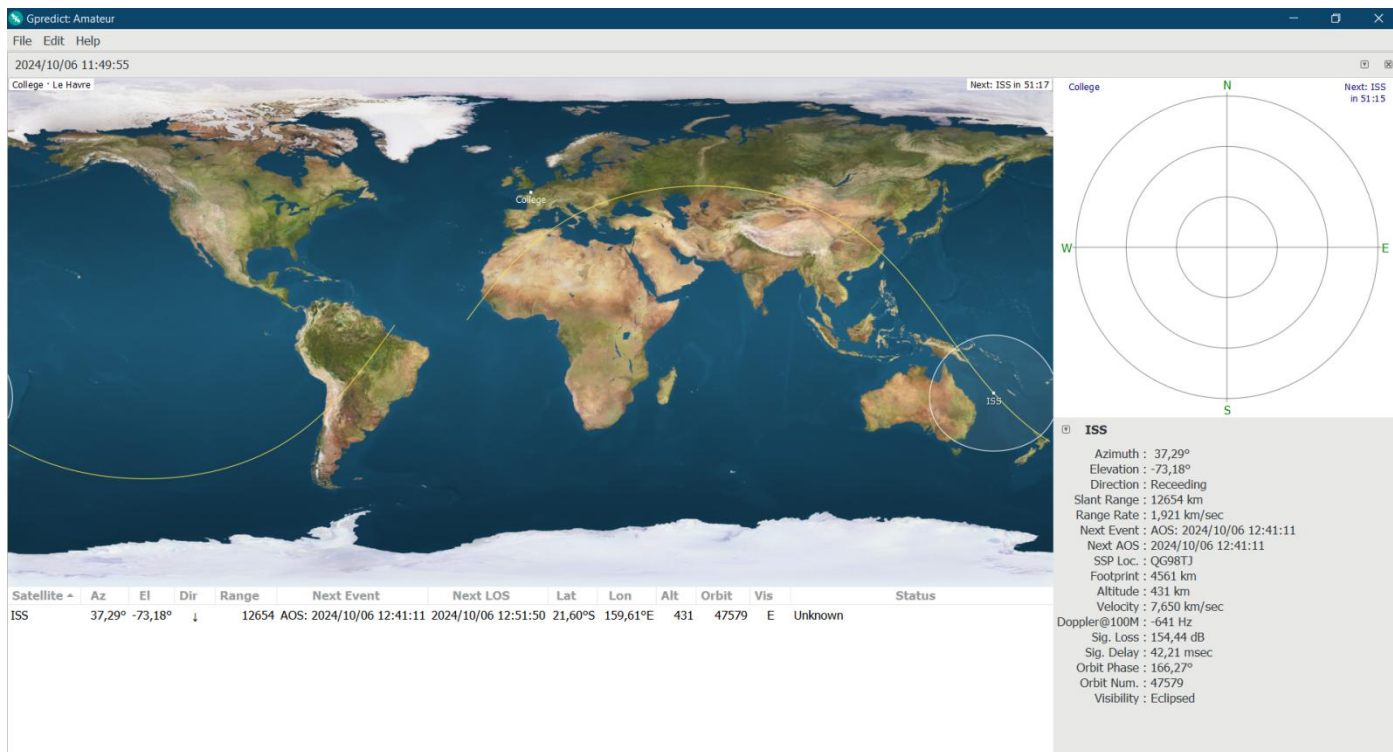 Gpredict: Amateur
File Edit Help
2024/10/06 11:49:55
College · Le Havre
Next: ISS in 51:17
College
ISS
College
Next: ISS
in 51:15
N
W
E
S
ISS
Azimuth : 37,29°
Elevation : -73,18°
Direction : Receeding
Slant Range : 12654 km
Range Rate : 1,921 km/sec
Next Event : AOS: 2024/10/06 12:41:11
Next AOS : 2024/10/06 12:41:11
SSP Loc. : QG98TJ
Footprint : 4561 km
Altitude : 431 km
Velocity : 7,650 km/sec
Doppler@100M : -641 Hz
Sig. Loss : 154,44 dB
Sig. Delay : 42,21 msec
Orbit Phase : 166,27°
Orbit Num. : 47579
Visibility : Eclipsed
Satellite Az El Dir Range Next Event Next LOS Lat Lon Alt Orbit Vis Status
ISS 37,29° -73,18° ↓ 12654 AOS: 2024/10/06 12:41:11 2024/10/06 12:51:50 21,60°S 159,61°E 431 47579 E Unknown